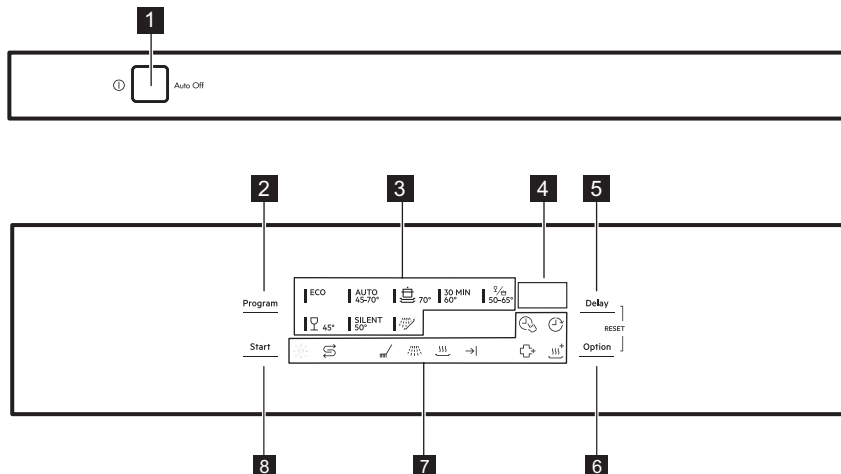 1
Auto Off
2 3 4 5
Program
ECO
AUTO
45-70°
70°
30 MIN
60°
50-65°
Delay
45°
SILENT
50°
RESET
Start
Option
8 7 6